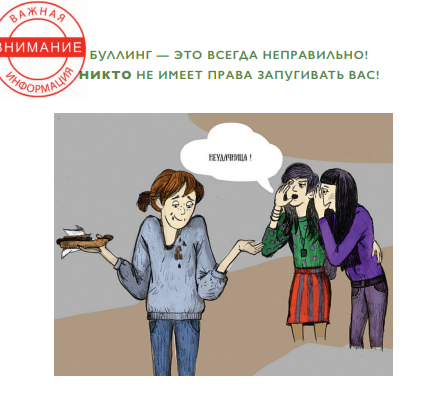 ВАЖНАЯ
ВНИМАНИЕ
ИНФОРМАЦИЯ
БУЛЛИНГ — ЭТО ВСЕГДА НЕПРАВИЛЬНО!
НИКТО НЕ ИМЕЕТ ПРАВА ЗАПУГИВАТЬ ВАС!
НЕУДАЧНИЦА !